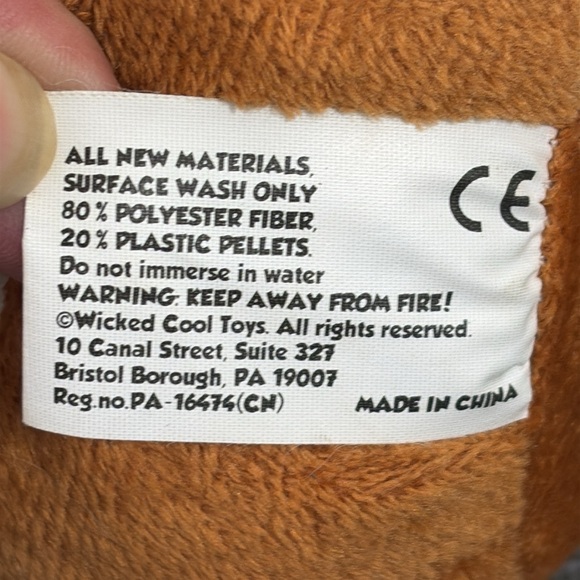 ALL NEW MATERIALS,
SURFACE WASH ONLY
80% POLYESTER FIBER,
20% PLASTIC PELLETS.
Do not immerse in water
WARNING: KEEP AWAY FROM FIRE!
©Wicked Cool Toys. All rights reserved.
10 Canal Street, Suite 327
Bristol Borough, PA 19007
Reg.no.PA-16474(CN)
MADE IN CHINA
CE